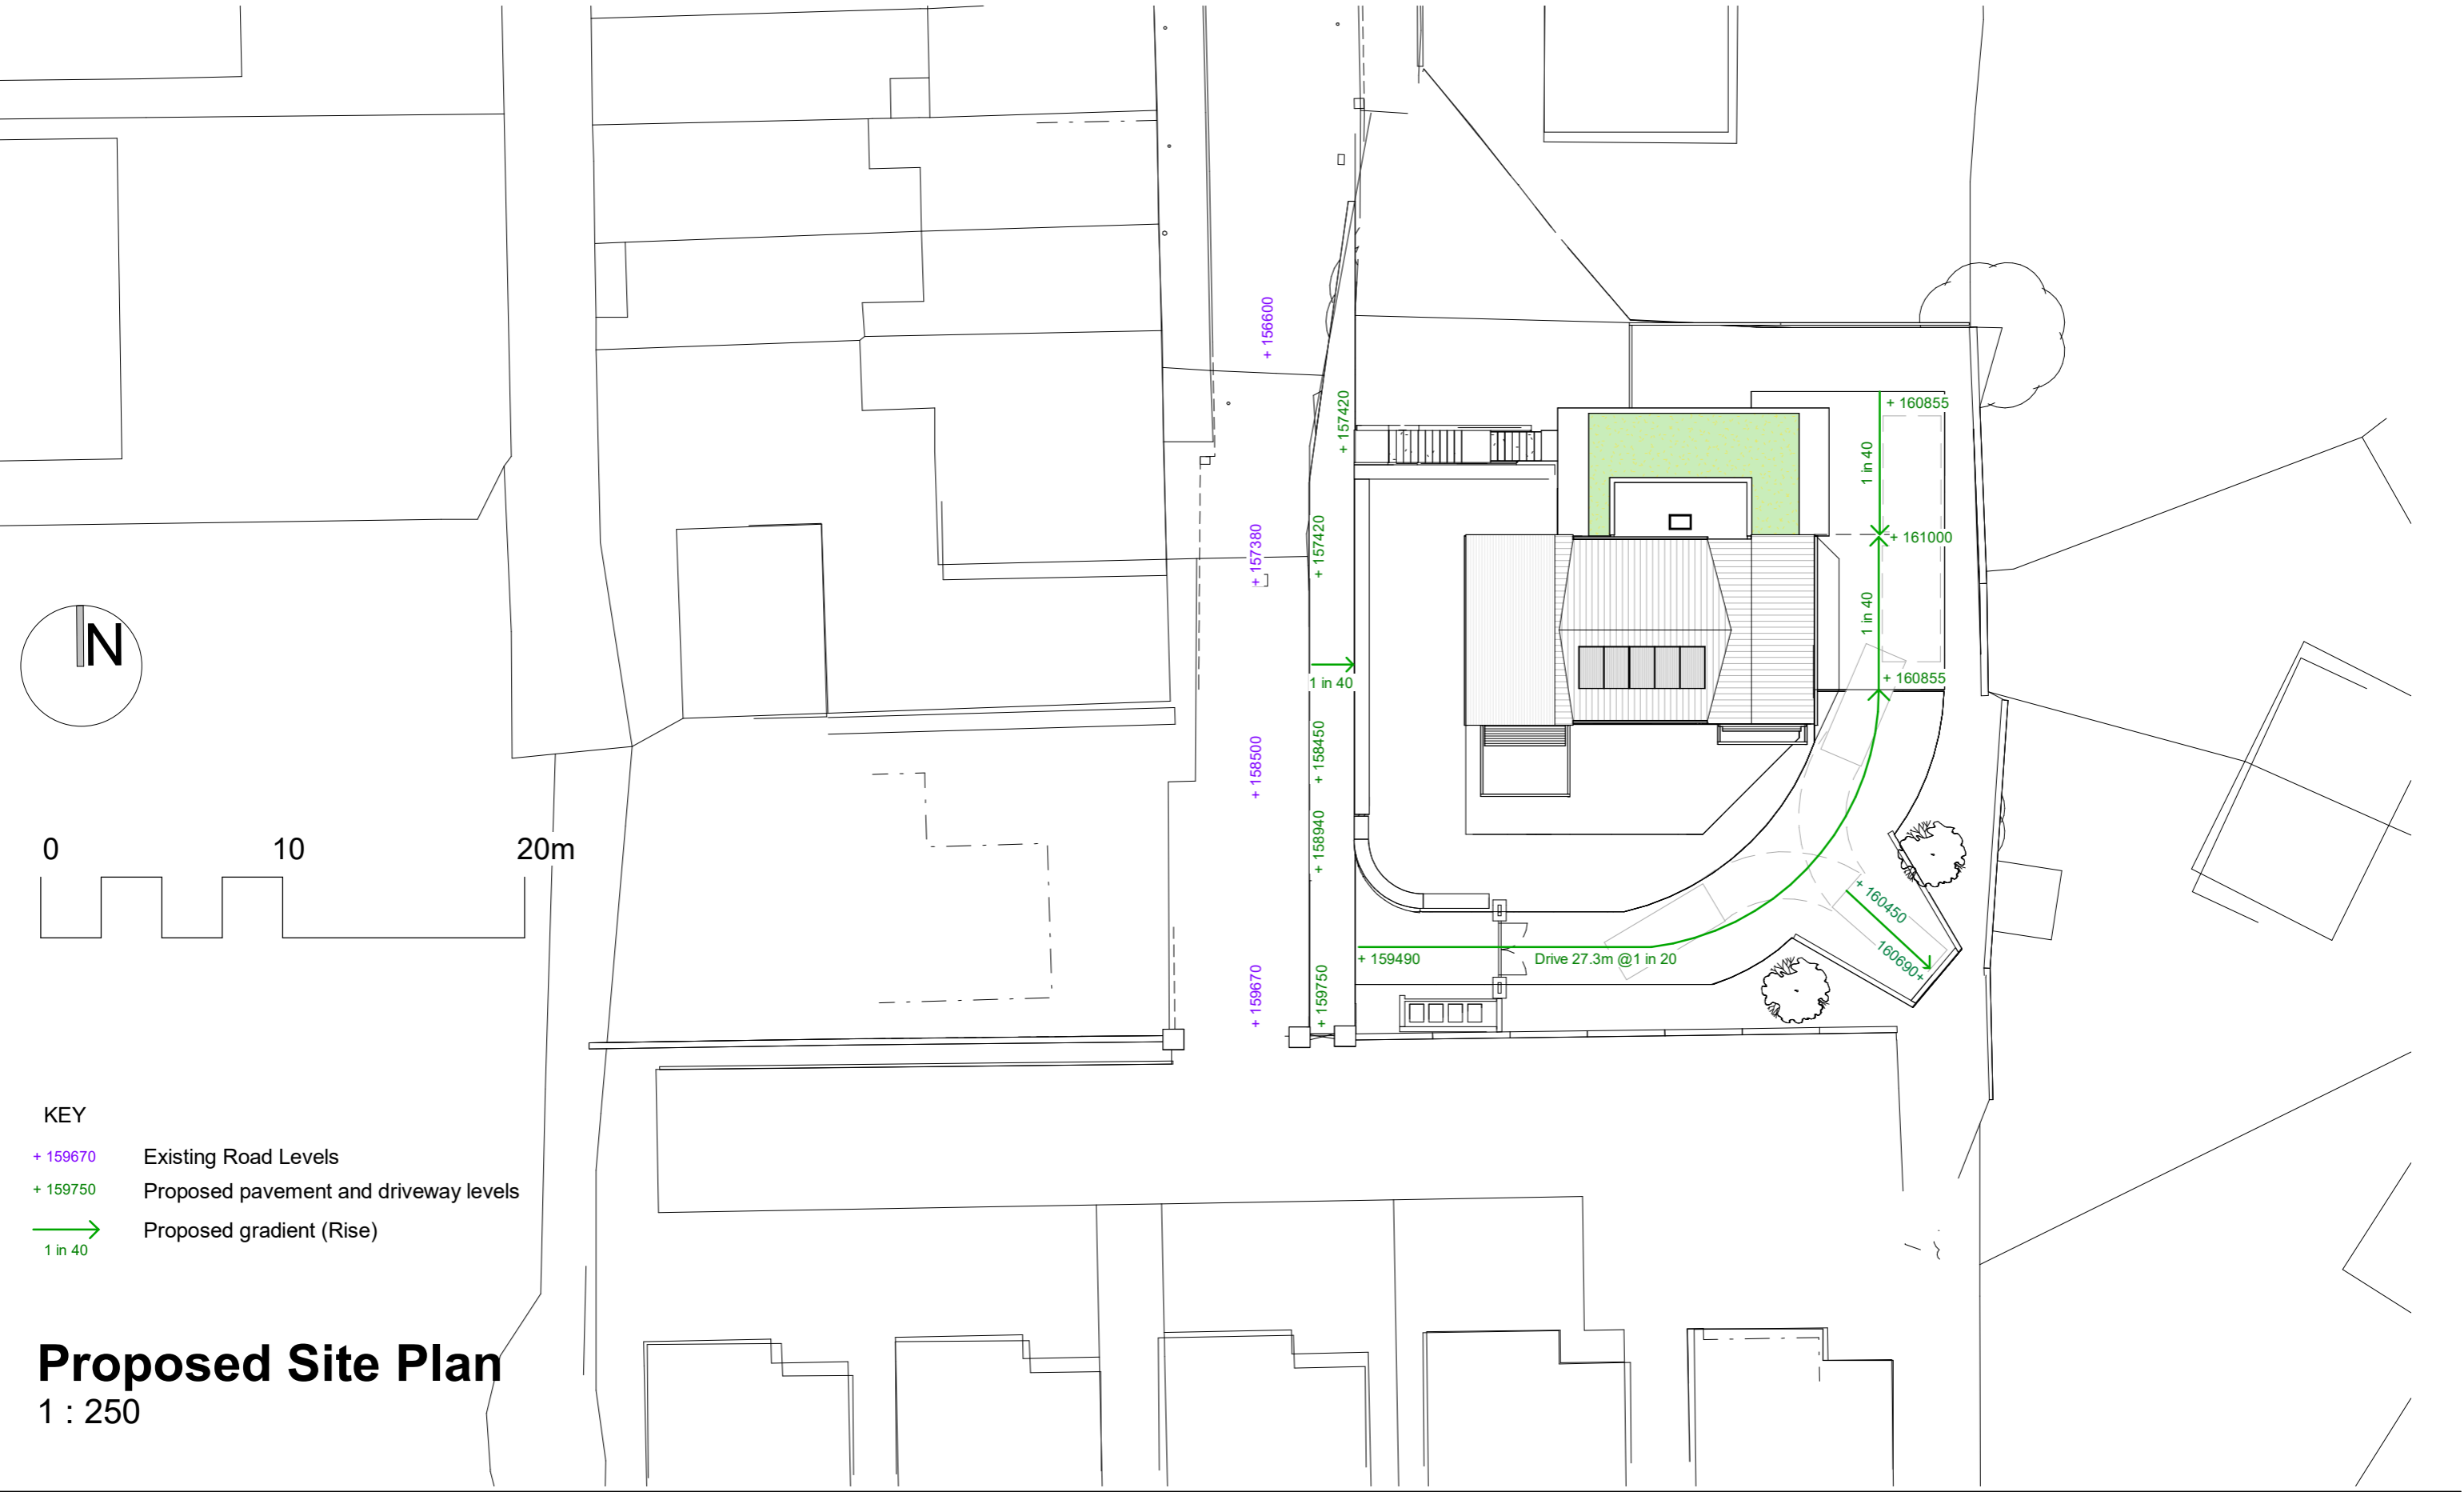 + 156600
+ 157420
+ 160855
1 in 40
+ 157380
+ 157420
+ 161000
1 in 40
N
1 in 40
+ 160855
+ 158500
+ 158450
0 10 20m
+ 158940
+ 160450
160690+
+ 159490
Drive 27.3m @1 in 20
+ 159670
+ 159750
KEY
+ 159670 Existing Road Levels
+ 159750 Proposed pavement and driveway levels
Proposed gradient (Rise)
1 in 40
Proposed Site Plan
1 : 250